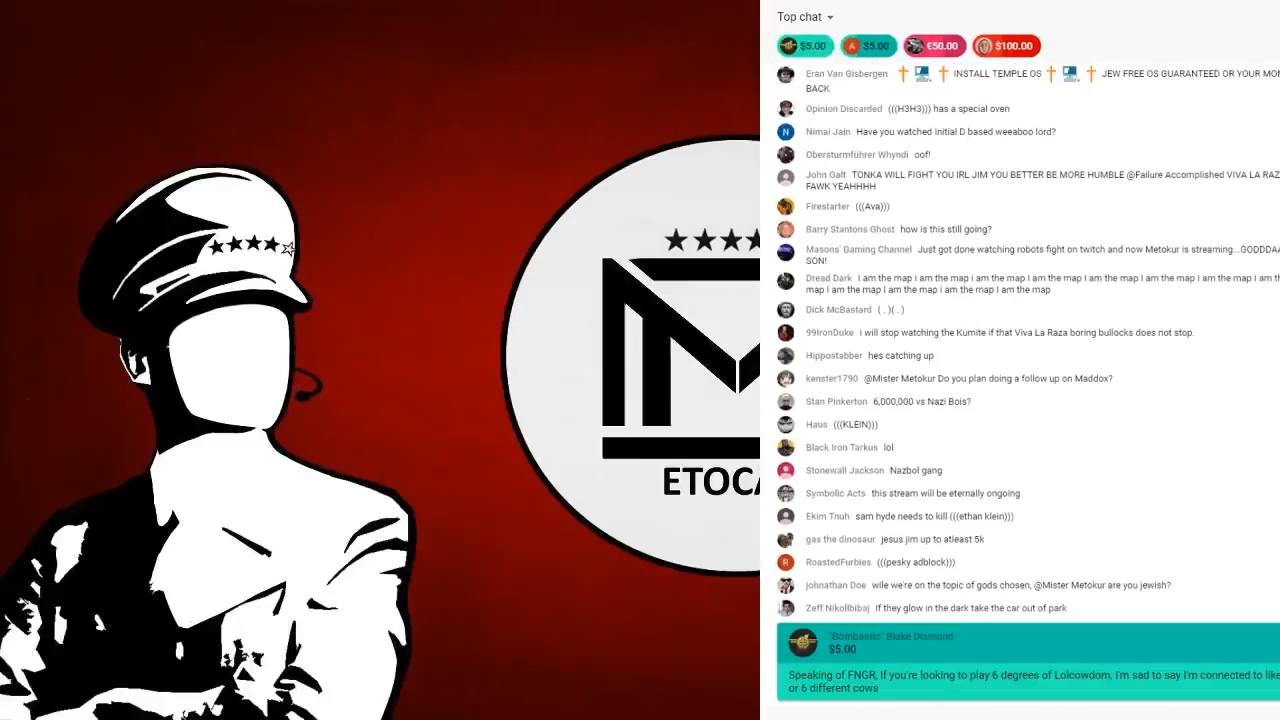 Top chat
$5.00
$5.00
€50.00
$100.00
Eran Van Gisbergen INSTALL TEMPLE OS JEW FREE OS GUARANTEED OR YOUR
BACK
Opinion Discarded (((H3H3))) has a special oven
N Nimai Jain Have you watched initial D based weeaboo lord?
Obersturmführer Whyndi oof!
John Galt TONKA WILL FIGHT YOU IRL JIM YOU BETTER BE MORE HUMBLE @Failure Accomplished VIVA LA RAZ
FAWK YEAHHHH
Firestarter (((Ava)))
Barry Stantons Ghost how is this still going?
Masons' Gaming Channel Just got done watching robots fight on twitch and now Metokur is streaming...GODDDA
SON!
Dread Dark I am the map i am the map i am the map I am the map I am the map I am the map I am the map I am t
map I am the map I am the map i am the map I am the map
Dick McBastard ( . )( . )
99IronDuke I will stop watching the Kumite if that Viva La Raza boring bullocks does not stop.
Hippostabber hes catching up
kenster1790 @Mister Metokur Do you plan doing a follow up on Maddox?
Stan Pinkerton 6,000,000 vs Nazi Bois?
Haus (((KLEIN)))
Black Iron Tarkus lol
Stonewall Jackson Nazbol gang
Symbolic Acts this stream will be eternally ongoing
Ekim Tnuh sam hyde needs to kill (((ethan klein)))
gas the dinosaur jesus jim up to atleast 5k
R RoastedFurbies (((pesky adblock)))
johnathan Doe wile we're on the topic of gods chosen, @Mister Metokur are you jewish?
Zeff Nikollbibaj If they glow in the dark take the car out of park
"Bombastic" Blake Diamond
$5.00
Speaking of FNGR, if you're looking to play 6 degrees of Lolcowdom, I'm sad to say I'm connected to like
or 6 different cows
M
ETOCA